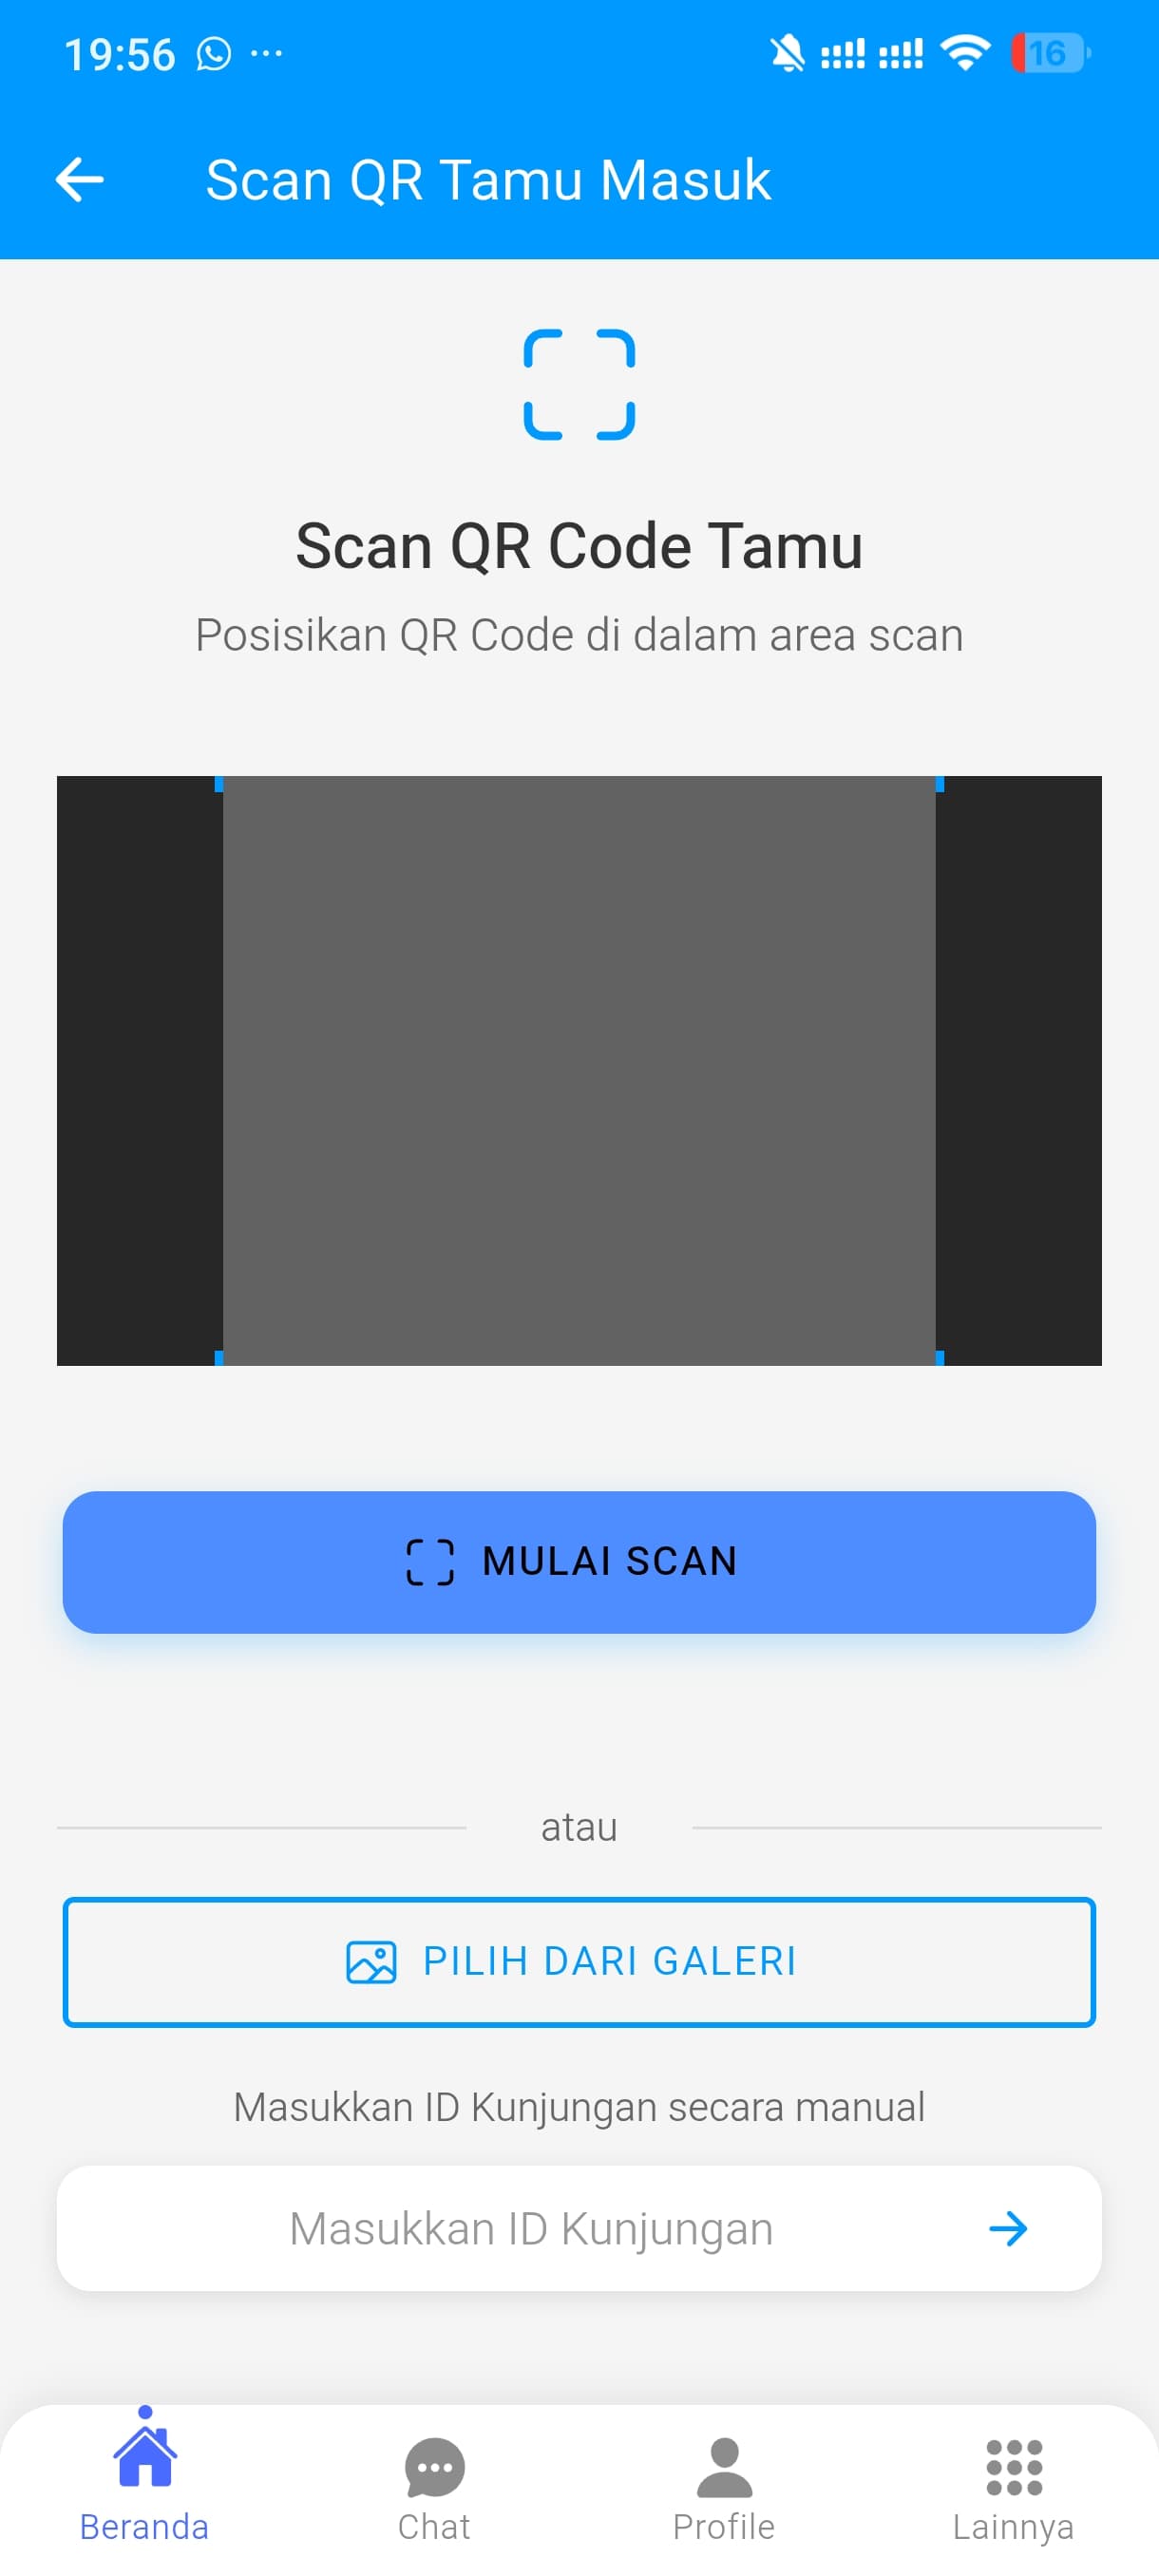 19:56
16
Scan QR Tamu Masuk
Scan QR Code Tamu
Posisikan QR Code di dalam area scan
MULAI SCAN
atau
PILIH DARI GALERI
Masukkan ID Kunjungan secara manual
Masukkan ID Kunjungan
Beranda
Chat
Profile
Lainnya